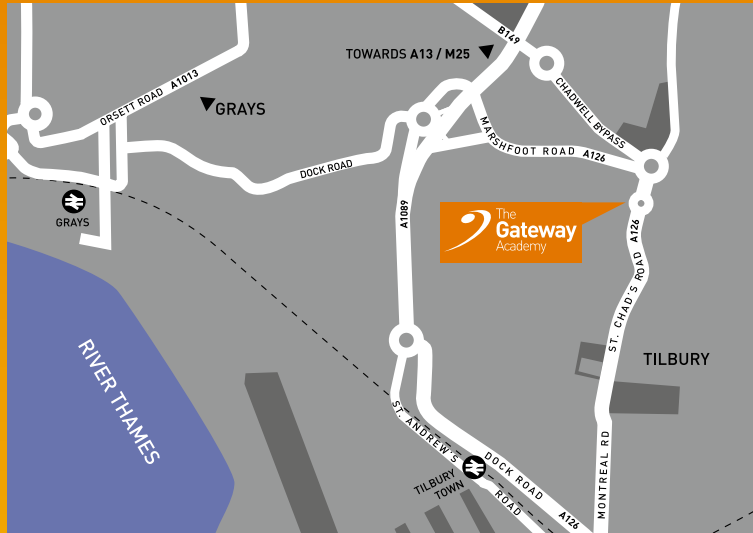 B149
TOWARDS A13 / M25
ORSETT ROAD A1013
GRAYS
CHADWELL BYPASS
MARSHFOOT ROAD A126
DOCK ROAD
GRAYS
A1089
The
Gateway
Academy
ST. CHAD'S ROAD A126
TILBURY
RIVER THAMES
ST. ANDREW'S
ROAD
DOCK ROAD A126
TILBURY
TOWN
MONTREAL RD